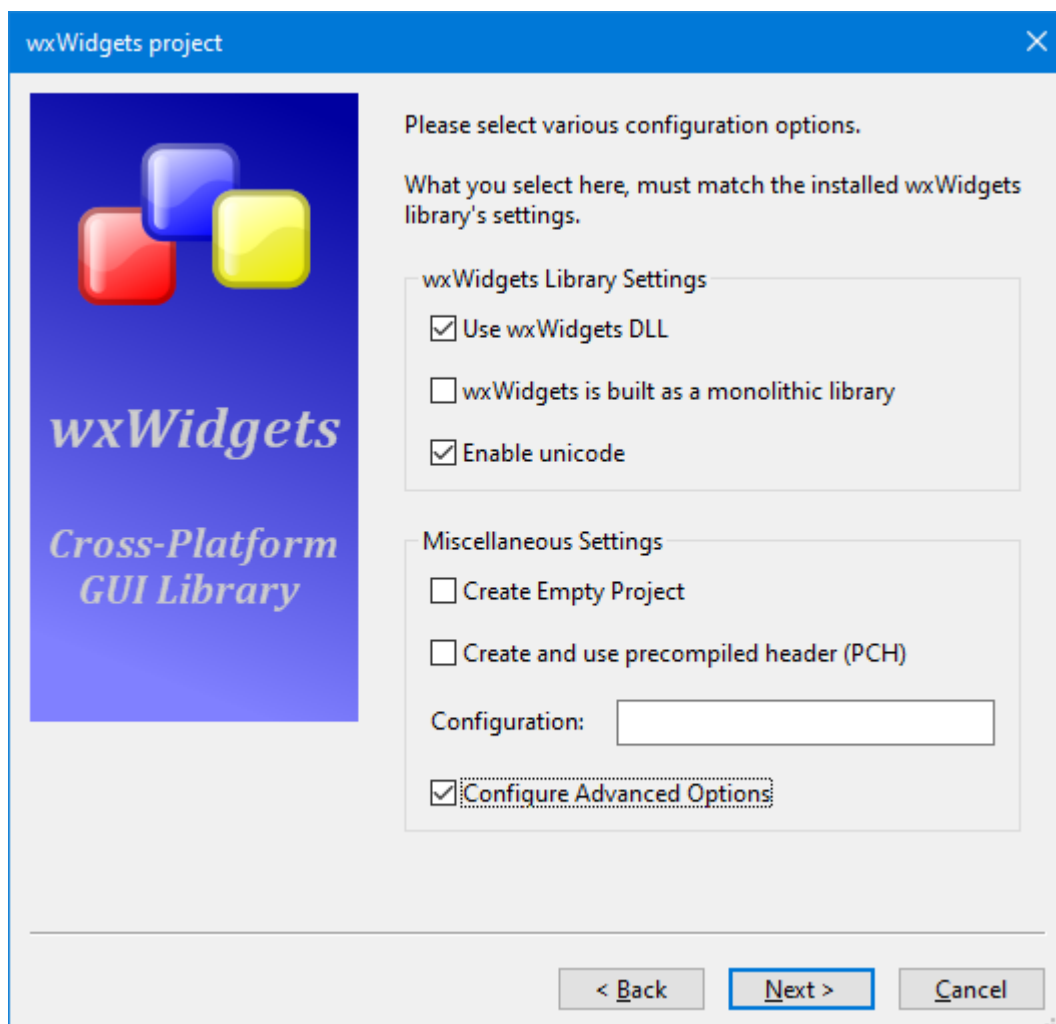 wxWidgets project
wxWidgets
Cross-Platform
GUI Library
Please select various configuration options.
What you select here, must match the installed wxWidgets
library's settings.
wxWidgets Library Settings
Use wxWidgets DLL
wxWidgets is built as a monolithic library
Enable unicode
Miscellaneous Settings
Create Empty Project
Create and use precompiled header (PCH)
Configuration:
Configure Advanced Options
< Back
Next >
Cancel